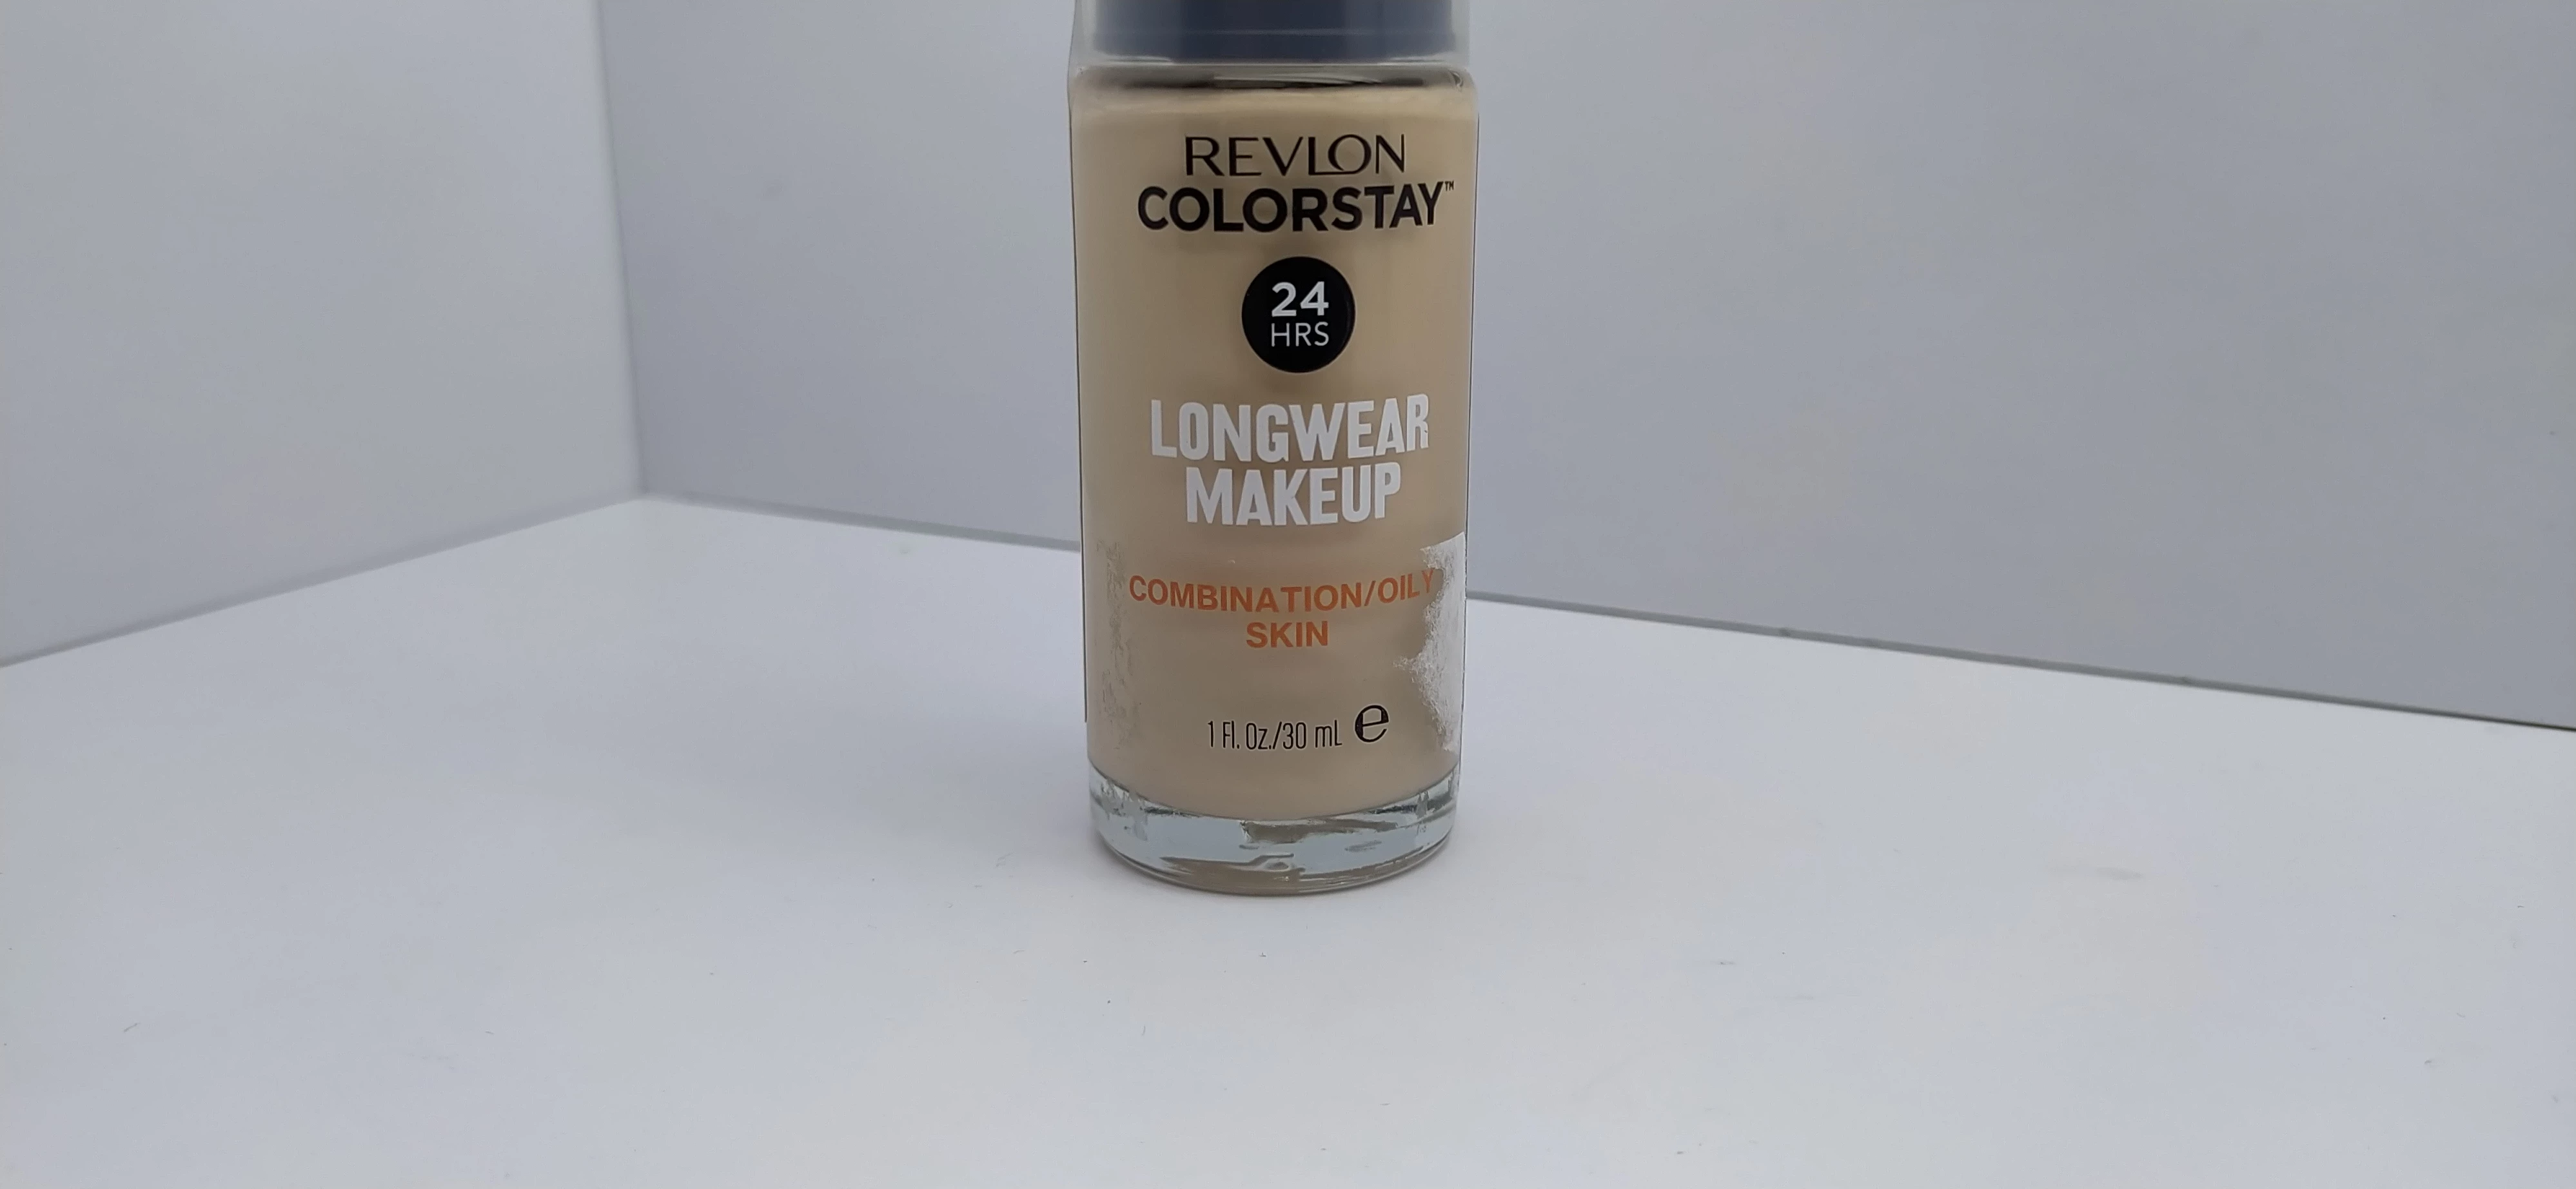 REVLON
COLORSTAY™
24
HRS
LONGWEAR
MAKEUP
COMBINATION/OILY
SKIN
1 Fl. Oz./30 mL ℮